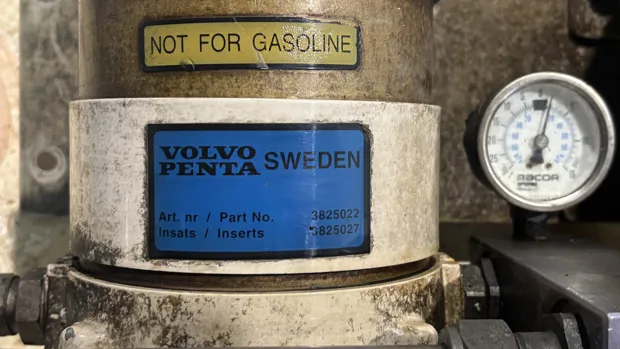 NOT FOR GASOLINE
VOLVO
PENTA SWEDEN
Art. nr / Part No. 3825022
Insats / Inserts 3825027
RACOR